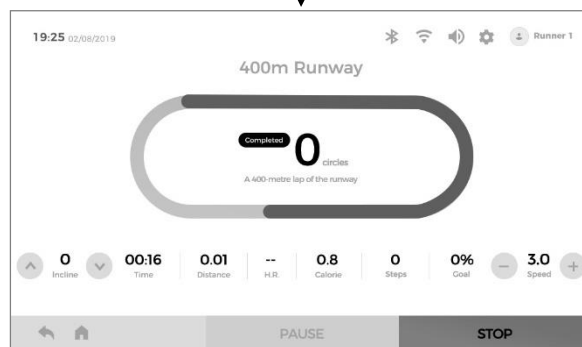 19:25 02/08/2019 Runner 1
400m Runway
Completed 0 circles
A 400-metre lap of the runway
0 00:16 0.01 -- 0.8 0 0% 3.0
Incline Time Distance H.R. Calorie Steps Goal Speed
PAUSE STOP